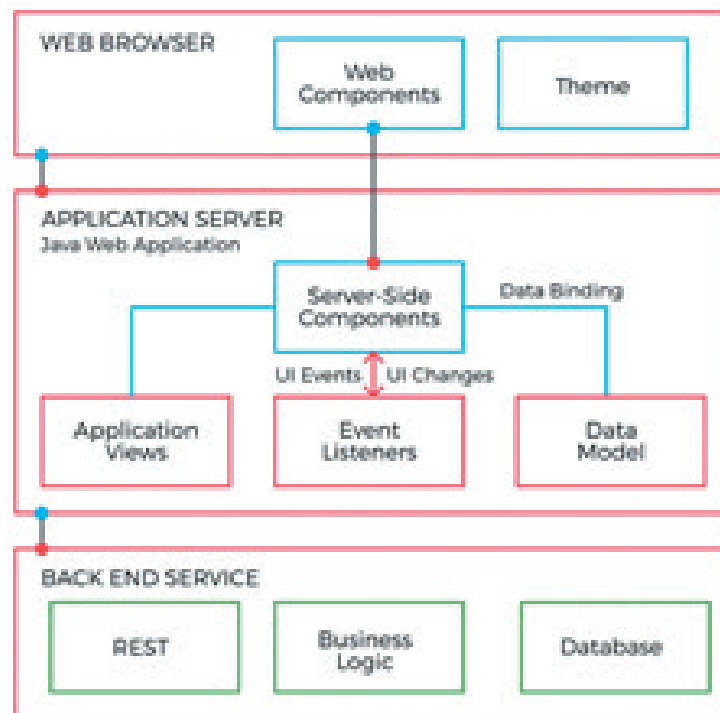 WEB BROWSER
Web
Components
Theme
APPLICATION SERVER
Java Web Application
Server-Side
Components
Data Binding
UI Events
UI Changes
Application
Views
Event
Listeners
Data
Model
BACK END SERVICE
REST
Business
Logic
Database